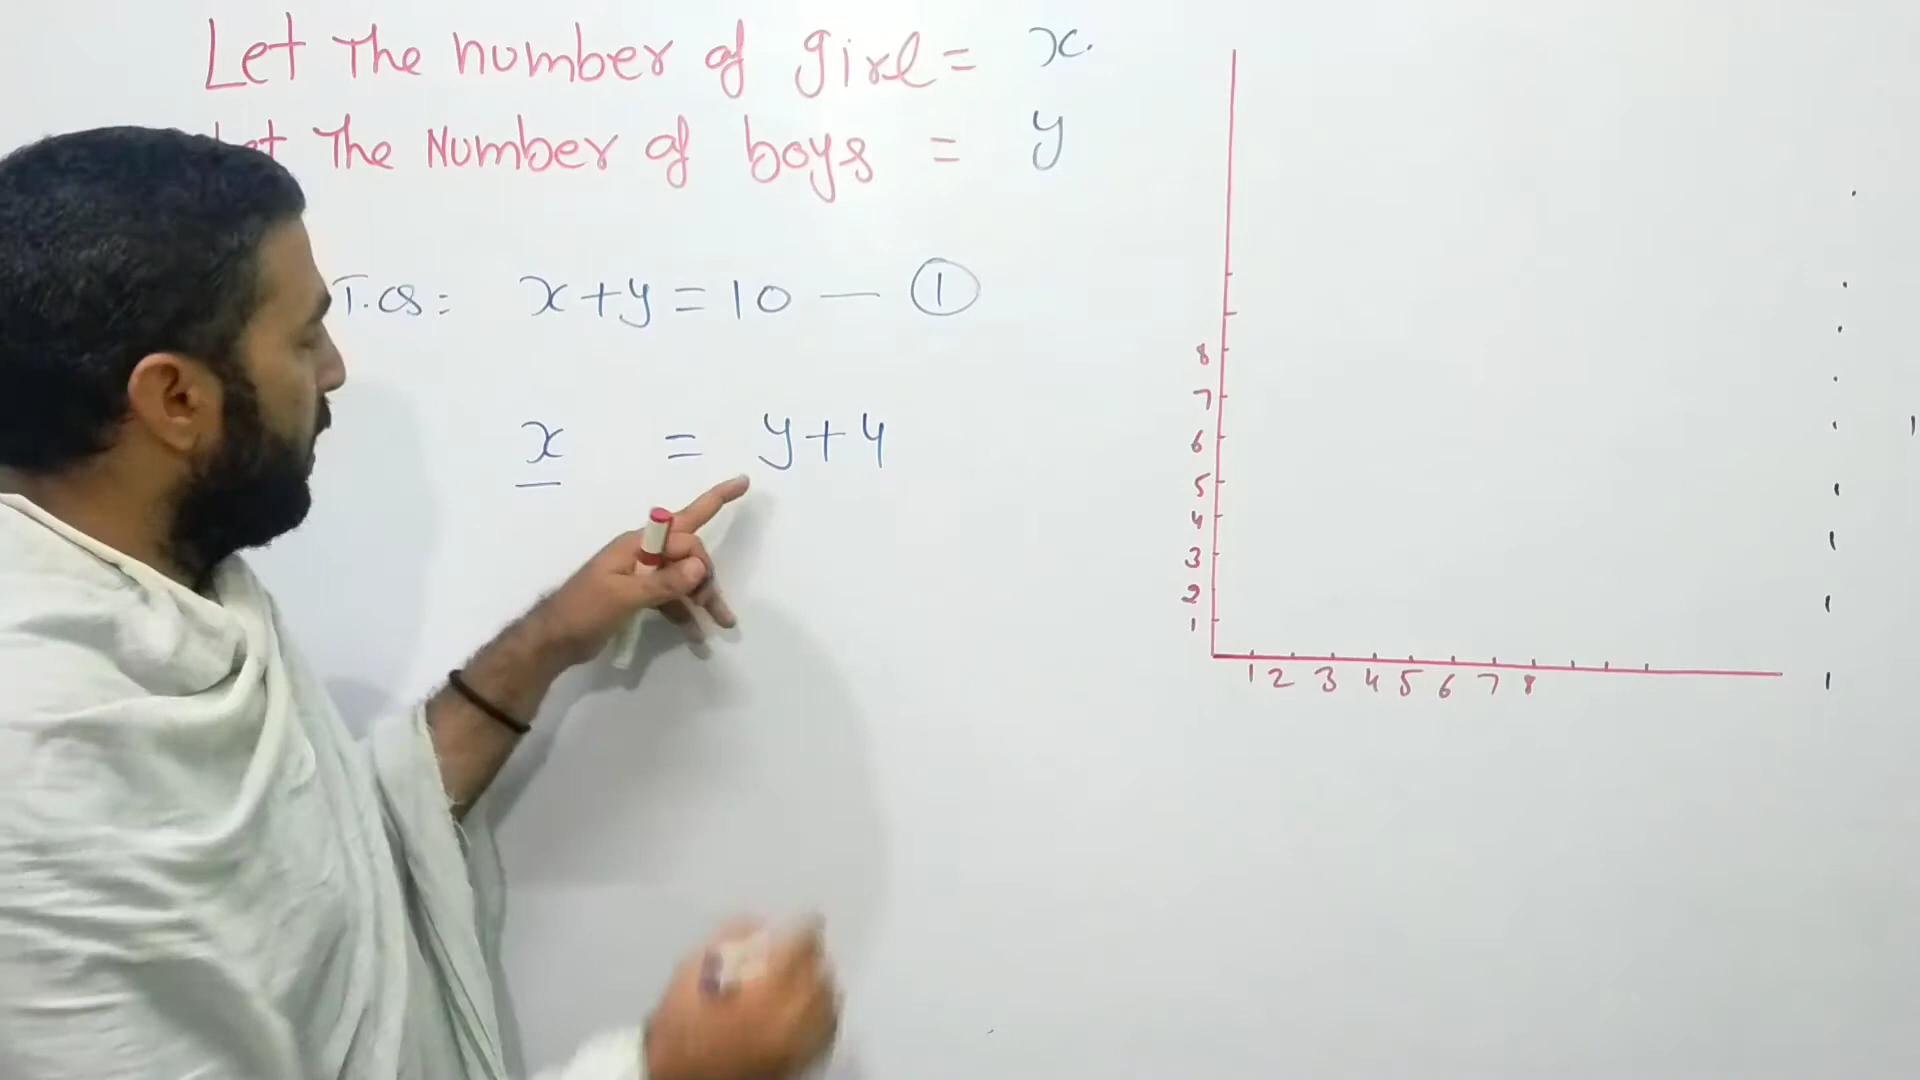 Let The number of girl = x.
Let The Number of boys = y
T.CS: x+y=10 — ①
x = y+4
8
7
6
5
4
3
2
1
1 2 3 4 5 6 7 8